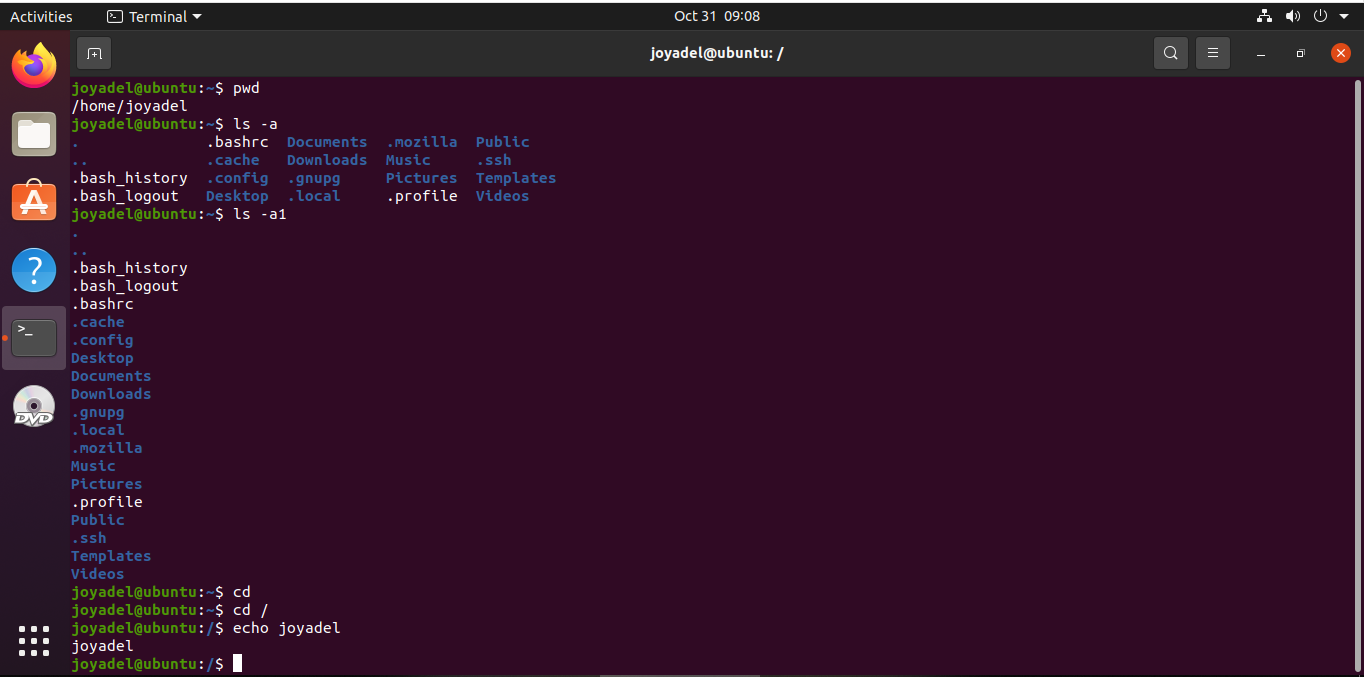 Activities Terminal Oct 31 09:08
joyadel@ubuntu: /
joyadel@ubuntu:~$ pwd
/home/joyadel
joyadel@ubuntu:~$ ls -a
. .bashrc Documents .mozilla Public
.. .cache Downloads Music .ssh
.bash_history .config .gnupg Pictures Templates
.bash_logout Desktop .local .profile Videos
joyadel@ubuntu:~$ ls -a1
.
..
.bash_history
.bash_logout
.bashrc
.cache
.config
Desktop
Documents
Downloads
.gnupg
.local
.mozilla
Music
Pictures
.profile
Public
.ssh
Templates
Videos
joyadel@ubuntu:~$ cd
joyadel@ubuntu:~$ cd /
joyadel@ubuntu:/$ echo joyadel
joyadel
joyadel@ubuntu:/$
?
>_
DVD